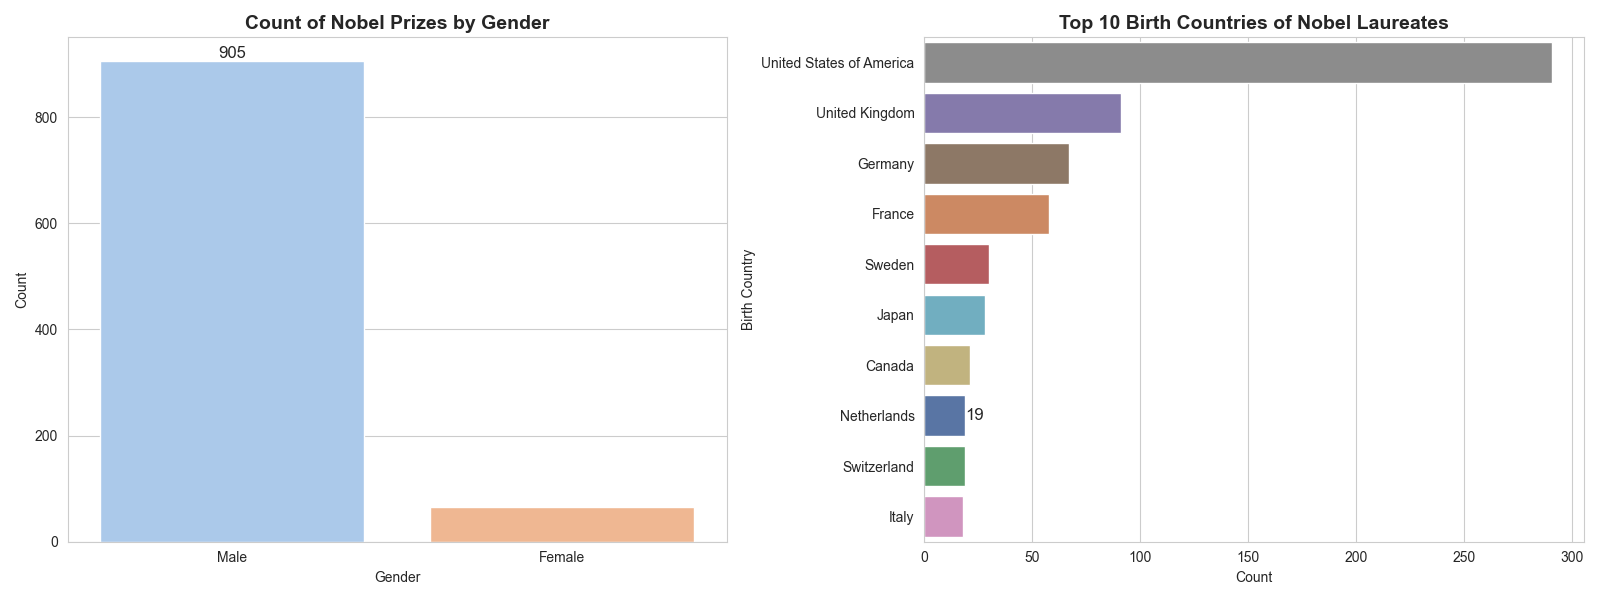 Count of Nobel Prizes by Gender
905
800
600
400
200
0
Count
Male
Female
Gender
Top 10 Birth Countries of Nobel Laureates
Birth Country
United States of America
United Kingdom
Germany
France
Sweden
Japan
Canada
Netherlands
19
Switzerland
Italy
0
50
100
150
200
250
300
Count